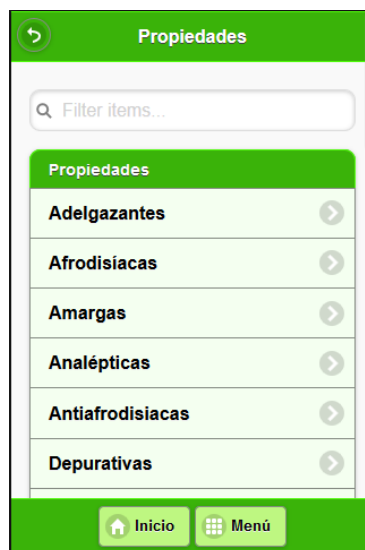 Propiedades
Filter items...
Propiedades
Adelgazantes
Afrodisíacas
Amargas
Analépticas
Antiafrodisiacas
Depurativas
Inicio Menú